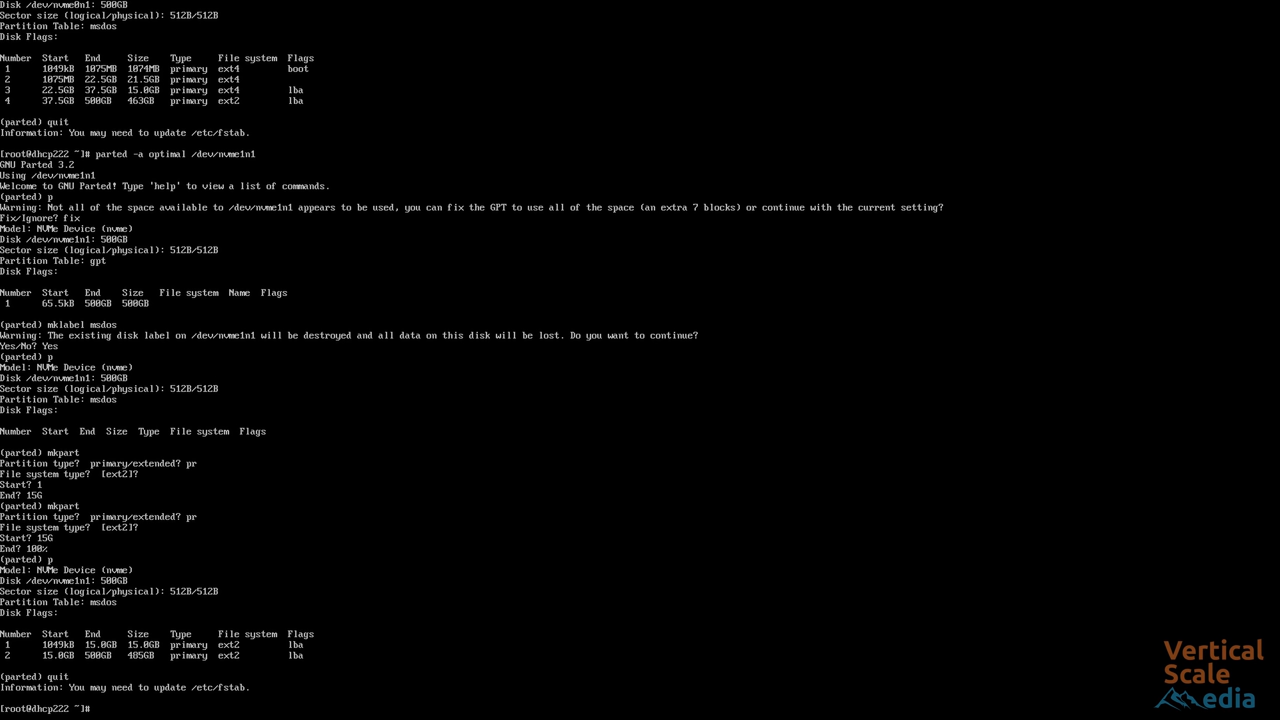 Disk /dev/nvme0n1: 500GB
Sector size (logical/physical): 512B/512B
Partition Table: msdos
Disk Flags:
Number  Start   End     Size    Type     File system  Flags
 1      1049kB  1075MB  1074MB  primary  ext4         boot
 2      1075MB  22.5GB  21.5GB  primary  ext4
 3      22.5GB  37.5GB  15.0GB  primary  ext4         lba
 4      37.5GB  500GB   463GB   primary  ext2         lba
(parted) quit
Information: You may need to update /etc/fstab.
[root@dhcp222 ~]# parted -a optimal /dev/nvme1n1
GNU Parted 3.2
Using /dev/nvme1n1
Welcome to GNU Parted! Type 'help' to view a list of commands.
(parted) p
Warning: Not all of the space available to /dev/nvme1n1 appears to be used, you can fix the GPT to use all of the space (an extra 7 blocks) or continue with the current setting?
Fix/Ignore? fix
Model: NVMe Device (nvme)
Disk /dev/nvme1n1: 500GB
Sector size (logical/physical): 512B/512B
Partition Table: gpt
Disk Flags:
Number  Start   End    Size   File system  Name  Flags
 1      65.5kB  500GB  500GB
(parted) mklabel msdos
Warning: The existing disk label on /dev/nvme1n1 will be destroyed and all data on this disk will be lost. Do you want to continue?
Yes/No? Yes
(parted) p
Model: NVMe Device (nvme)
Disk /dev/nvme1n1: 500GB
Sector size (logical/physical): 512B/512B
Partition Table: msdos
Disk Flags:
Number  Start  End  Size  Type  File system  Flags
(parted) mkpart
Partition type?  primary/extended? pr
File system type?  [ext2]?
Start? 1
End? 15G
(parted) mkpart
Partition type?  primary/extended? pr
File system type?  [ext2]?
Start? 15G
End? 100%
(parted) p
Model: NVMe Device (nvme)
Disk /dev/nvme1n1: 500GB
Sector size (logical/physical): 512B/512B
Partition Table: msdos
Disk Flags:
Number  Start   End     Size    Type     File system  Flags
 1      1049kB  15.0GB  15.0GB  primary  ext2         lba
 2      15.0GB  500GB   485GB   primary  ext2         lba
(parted) quit
Information: You may need to update /etc/fstab.
[root@dhcp222 ~]#
Vertical
Scale
Media